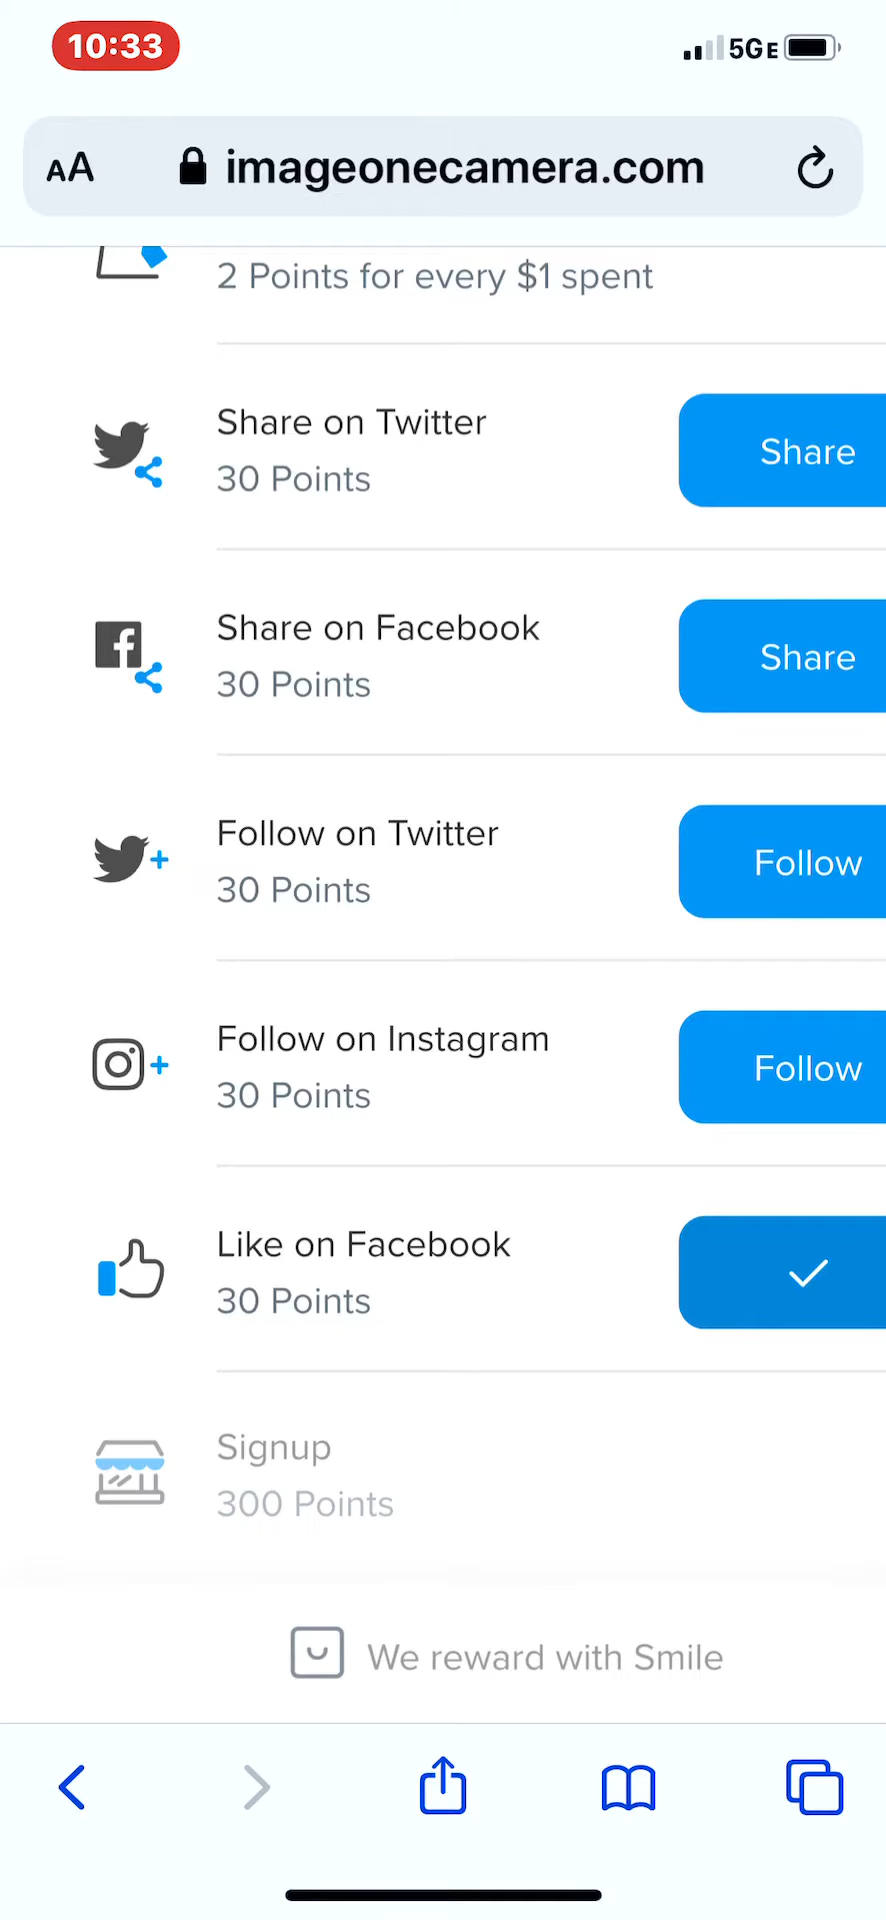 10:33
5GE
AA
imageonecamera.com
2 Points for every $1 spent
Share on Twitter
30 Points
Share
Share on Facebook
30 Points
Share
Follow on Twitter
30 Points
Follow
Follow on Instagram
30 Points
Follow
Like on Facebook
30 Points
Signup
300 Points
We reward with Smile